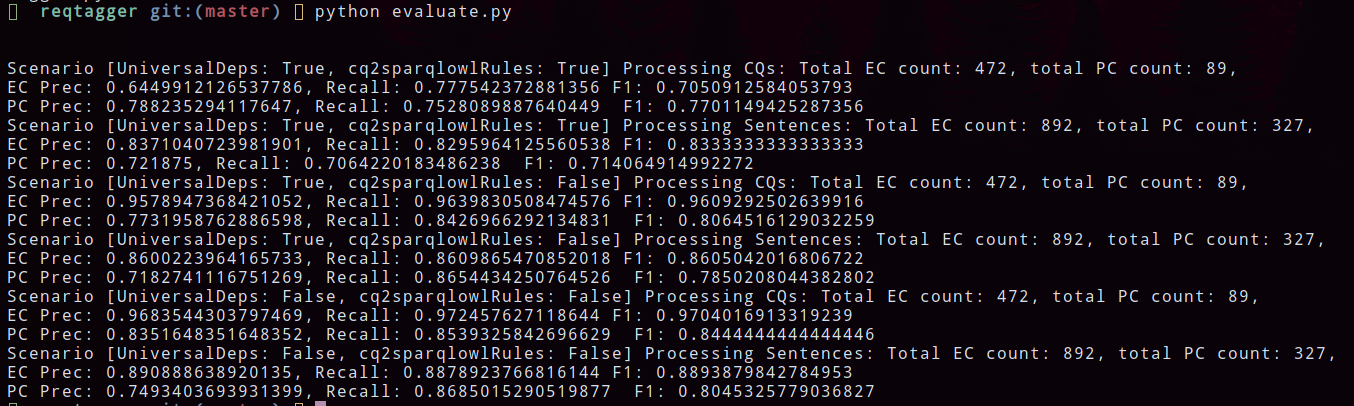 reqtagger git:(master) python evaluate.py
Scenario [UniversalDeps: True, cq2sparqlowlRules: True] Processing CQs: Total EC count: 472, total PC count: 89,
EC Prec: 0.6449912126537786, Recall: 0.777542372881356 F1: 0.7050912584053793
PC Prec: 0.788235294117647, Recall: 0.7528089887640449  F1: 0.7701149425287356
Scenario [UniversalDeps: True, cq2sparqlowlRules: True] Processing Sentences: Total EC count: 892, total PC count: 327,
EC Prec: 0.8371040723981901, Recall: 0.8295964125560538 F1: 0.8333333333333333
PC Prec: 0.721875, Recall: 0.7064220183486238  F1: 0.714064914992272
Scenario [UniversalDeps: True, cq2sparqlowlRules: False] Processing CQs: Total EC count: 472, total PC count: 89,
EC Prec: 0.9578947368421052, Recall: 0.9639830508474576 F1: 0.9609292502639916
PC Prec: 0.7731958762886598, Recall: 0.8426966292134831  F1: 0.8064516129032259
Scenario [UniversalDeps: True, cq2sparqlowlRules: False] Processing Sentences: Total EC count: 892, total PC count: 327,
EC Prec: 0.8600223964165733, Recall: 0.8609865470852018 F1: 0.8605042016806722
PC Prec: 0.7182741116751269, Recall: 0.8654434250764526  F1: 0.7850208044382802
Scenario [UniversalDeps: False, cq2sparqlowlRules: False] Processing CQs: Total EC count: 472, total PC count: 89,
EC Prec: 0.9683544303797469, Recall: 0.972457627118644 F1: 0.9704016913319239
PC Prec: 0.8351648351648352, Recall: 0.8539325842696629  F1: 0.8444444444444446
Scenario [UniversalDeps: False, cq2sparqlowlRules: False] Processing Sentences: Total EC count: 892, total PC count: 327,
EC Prec: 0.890888638920135, Recall: 0.8878923766816144 F1: 0.8893879842784953
PC Prec: 0.7493403693931399, Recall: 0.8685015290519877  F1: 0.8045325779036827